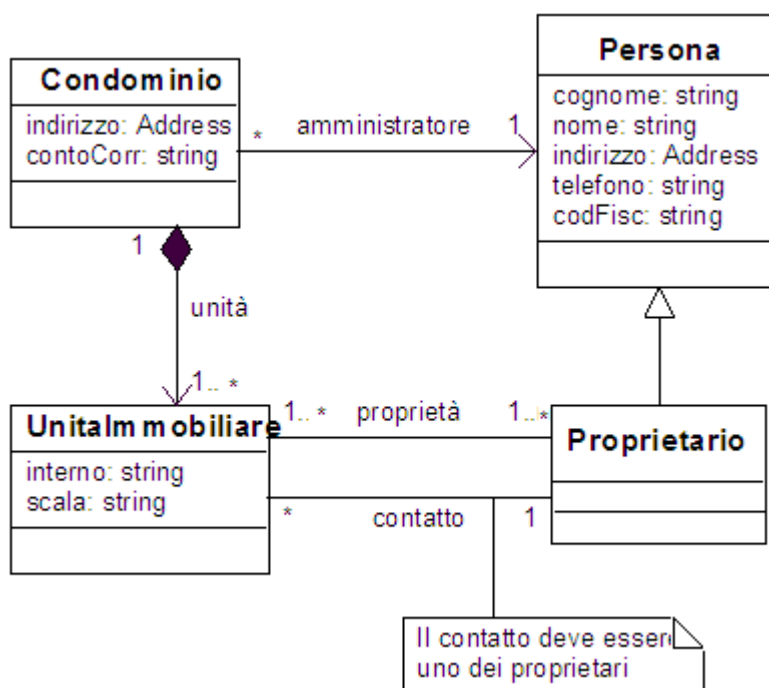 Condominio
indirizzo: Address
contoCorr: string
* amministratore 1
Persona
cognome: string
nome: string
indirizzo: Address
telefono: string
codFisc: string
1
unità
1.. *
UnitaImmobiliare
interno: string
scala: string
1.. * proprietà 1..*
* contatto 1
Proprietario
Il contatto deve essere
uno dei proprietari